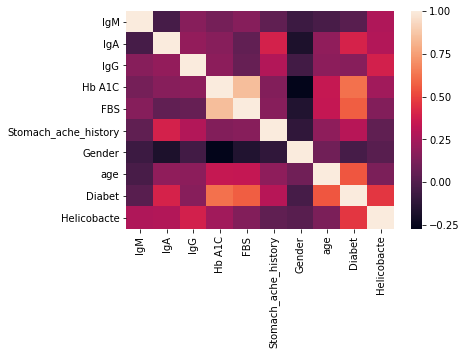 IgM
IgA
IgG
Hb A1C
FBS
Stomach_ache_history
Gender
age
Diabet
Helicobacte
IgM
IgA
IgG
Hb A1C
FBS
Stomach_ache_history
Gender
age
Diabet
Helicobacte
1.00
0.75
0.50
0.25
0.00
−0.25